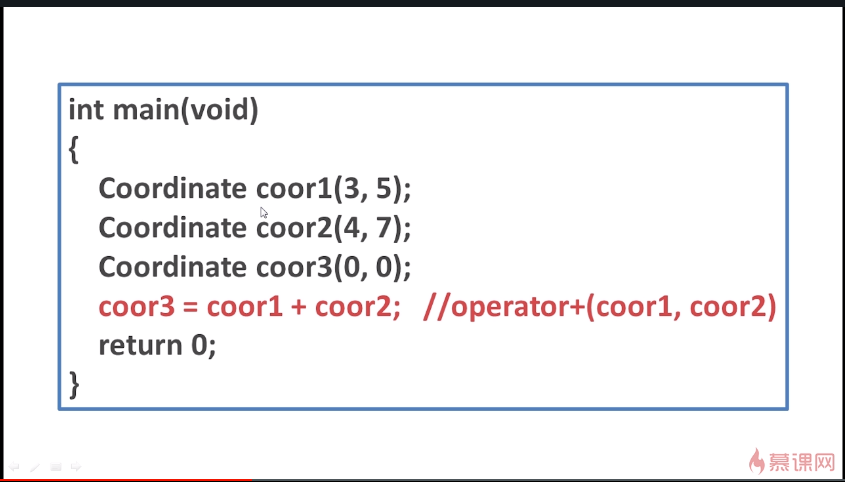 int main(void)
{
Coordinate coor1(3, 5);
Coordinate coor2(4, 7);
Coordinate coor3(0, 0);
coor3 = coor1 + coor2; //operator+(coor1, coor2)
return 0;
}
慕课网